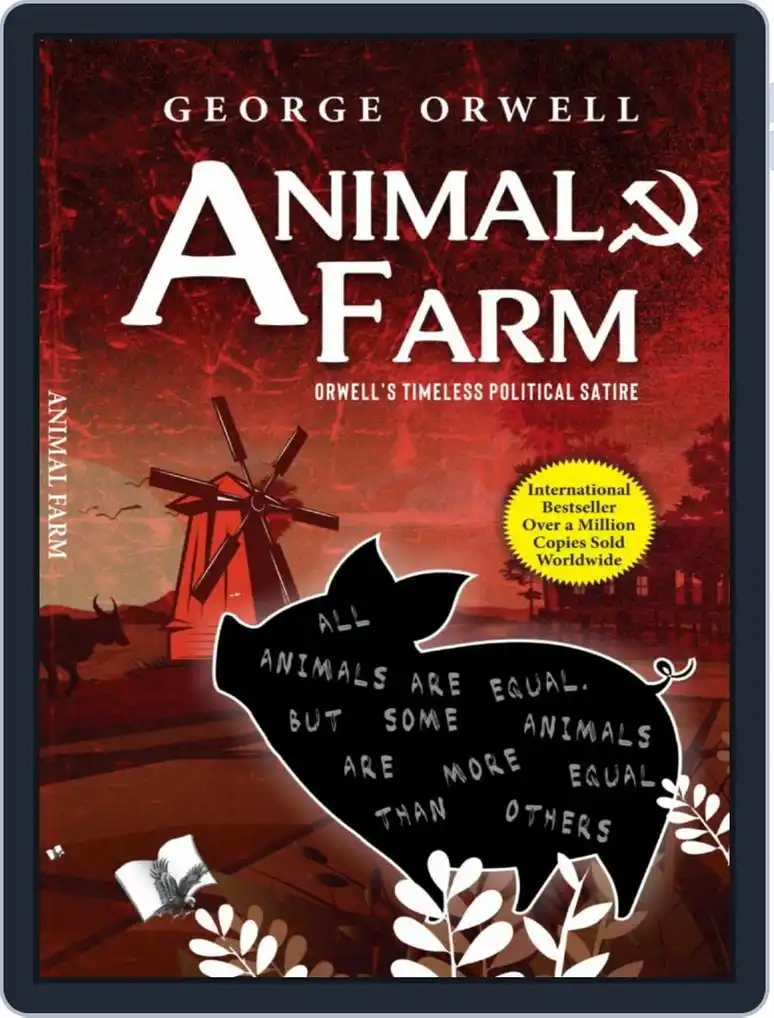 GEORGE ORWELL
ANIMAL
FARM
ORWELL'S TIMELESS POLITICAL SATIRE
ANIMAL FARM
International
Bestseller
Over a Million
Copies Sold
Worldwide
ALL
ANIMALS ARE EQUAL.
BUT SOME ANIMALS
ARE MORE EQUAL
THAN OTHERS